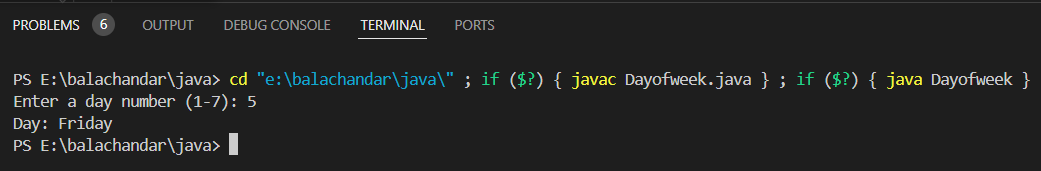 PROBLEMS 6 OUTPUT DEBUG CONSOLE TERMINAL PORTS
PS E:\balachandar\java> cd "e:\balachandar\java\" ; if ($?) { javac Dayofweek.java } ; if ($?) { java Dayofweek }
Enter a day number (1-7): 5
Day: Friday
PS E:\balachandar\java>